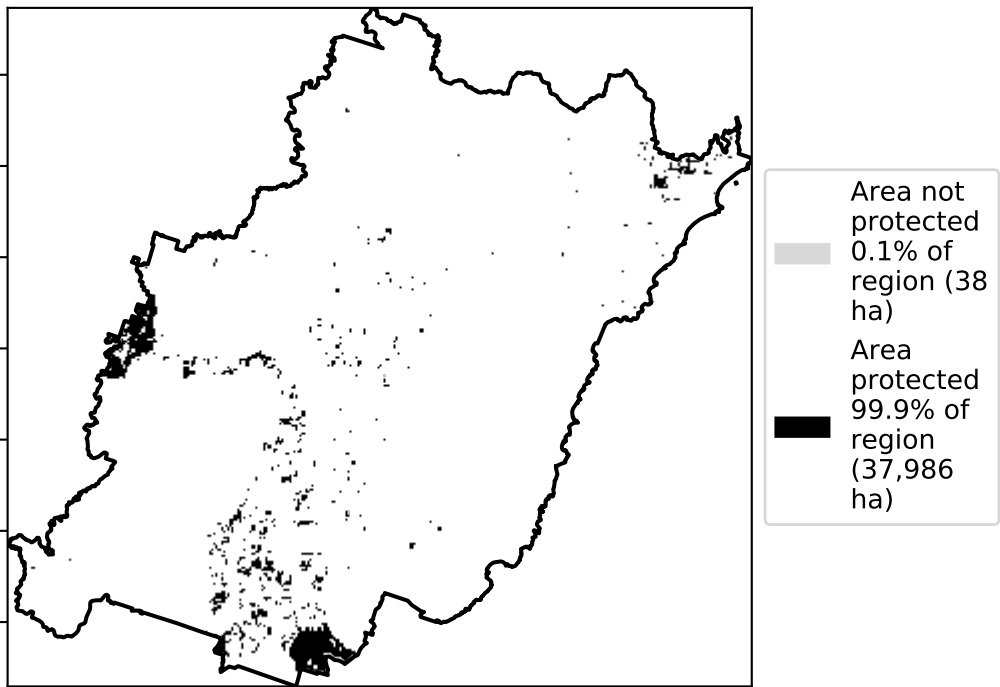 Area not
protected
0.1% of
region (38
ha)
Area
protected
99.9% of
region
(37,986
ha)